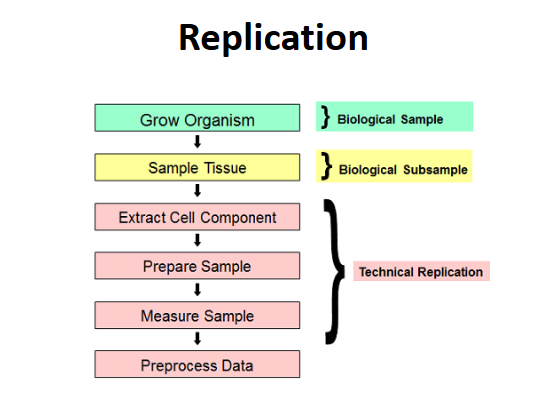 Replication
Grow Organism
} Biological Sample
Sample Tissue
} Biological Subsample
Extract Cell Component
Prepare Sample
} Technical Replication
Measure Sample
Preprocess Data